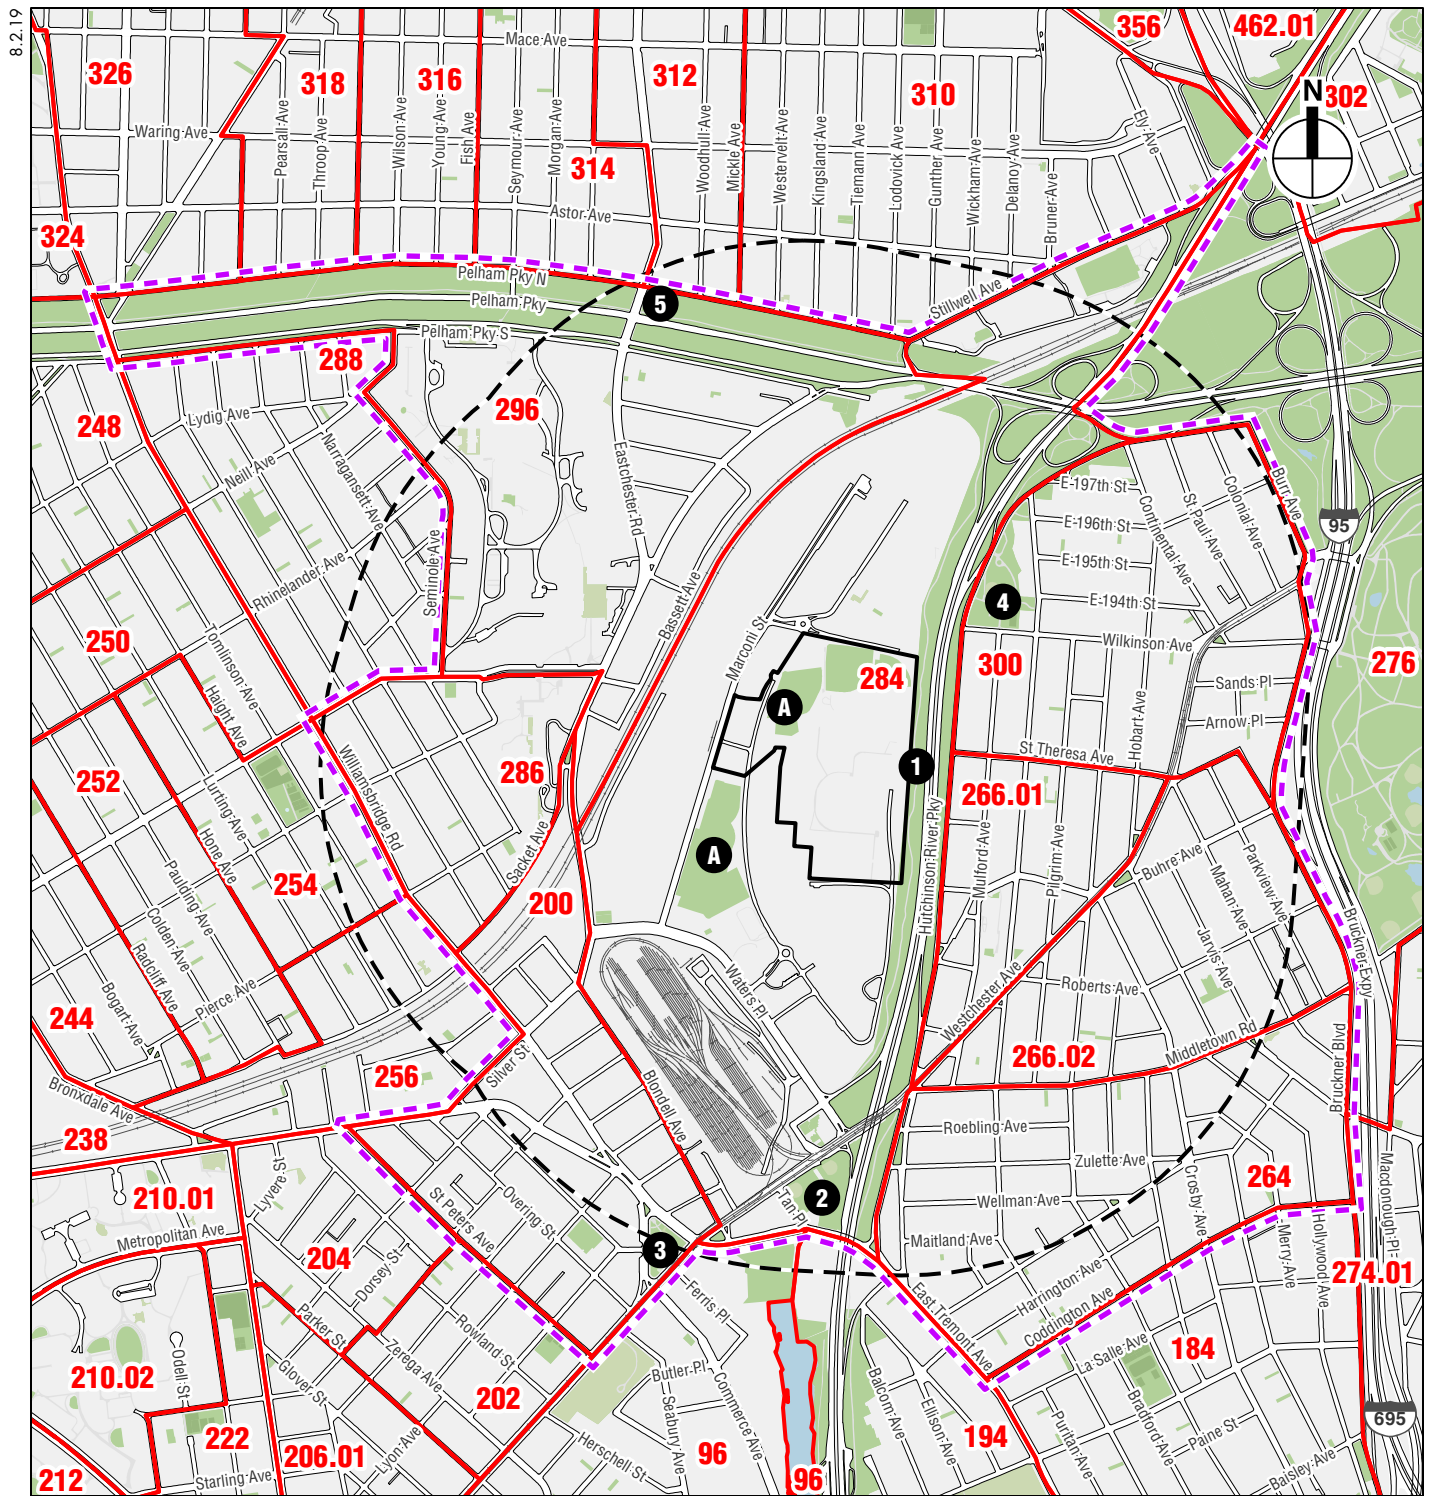 8.2.19
Mace Ave
356
462.01
326
318
316
312
310
N
302
Waring Ave
Pearsall Ave
Throop Ave
Wilson Ave
Young Ave
Fish Ave
Seymour Ave
Morgan Ave
314
Woodhull Ave
Mickle Ave
Westervelt Ave
Kingsland Ave
Tiemann Ave
Lodovick Ave
Gunther Ave
Wickham Ave
Delanoy Ave
Bruner Ave
Ely Ave
Astor Ave
324
Pelham Pky N
Pelham Pky
Pelham Pky S
5
Stillwell Ave
288
296
248
Lydig Ave
Neill Ave
Narragansett Ave
Eastchester Rd
Rhinelander Ave
Seminole Ave
Bassett Ave
Marconi St
E 197th St
E 196th St
E 195th St
E 194th St
Continental Ave
St Paul Ave
Colonial Ave
Burr Ave
95
4
Wilkinson Ave
250
Tomlinson Ave
Haight Ave
284
300
276
Sands Pl
Arnow Pl
Hobart Ave
A
1
St Theresa Ave
252
Williamsbridge Rd
286
266.01
Lurting Ave
Hone Ave
Paulding Ave
Colden Ave
Radcliff Ave
Bogart Ave
Pierce Ave
254
Sacket Ave
200
A
Hutchinson River Pky
Mulford Ave
Pilgrim Ave
Buhre Ave
Mahan Ave
Parkview Ave
Jarvis Ave
Bruckner Expy
244
Waters Pl
Westchester Ave
Roberts Ave
Middletown Rd
266.02
Bruckner Blvd
256
Silver St
Bronxdale Ave
238
Blondell Ave
Roebling Ave
Zulette Ave
Crosby Ave
264
Macdonough Pl
210.01
Lyvere St
Metropolitan Ave
St Peters Ave
Overing St
2
Tan Pl
Wellman Ave
Maitland Ave
204
Dorsey St
3
Ferris Pl
East Tremont Ave
Harrington Ave
Coddington Ave
Merry Ave
Hollywood Ave
274.01
Parker St
Zerega Ave
Rowland St
210.02
Odell St
Glover St
202
Butler Pl
Seabury Ave
Commerce Ave
Balcom Ave
Ellison Ave
La Salle Ave
184
Bradford Ave
Puritan Ave
Paine St
695
222
206.01
Lyon Ave
Herschell St
96
96
194
212
Starling Ave
Baisley Ave